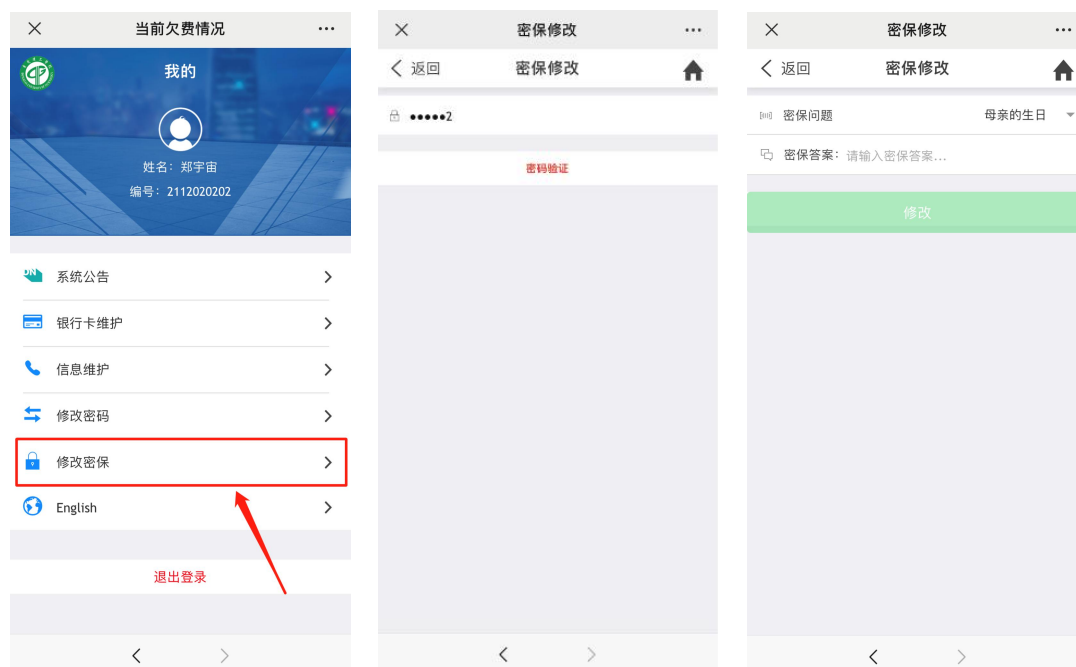 当前欠费情况
我的
姓名：郑宇宙
编号：2112020202
系统公告
银行卡维护
信息维护
修改密码
修改密保
English
退出登录
密保修改
返回
密保修改
●●●●●2
密码验证
密保修改
返回
密保修改
密保问题 母亲的生日
密保答案：请输入密保答案...
修改